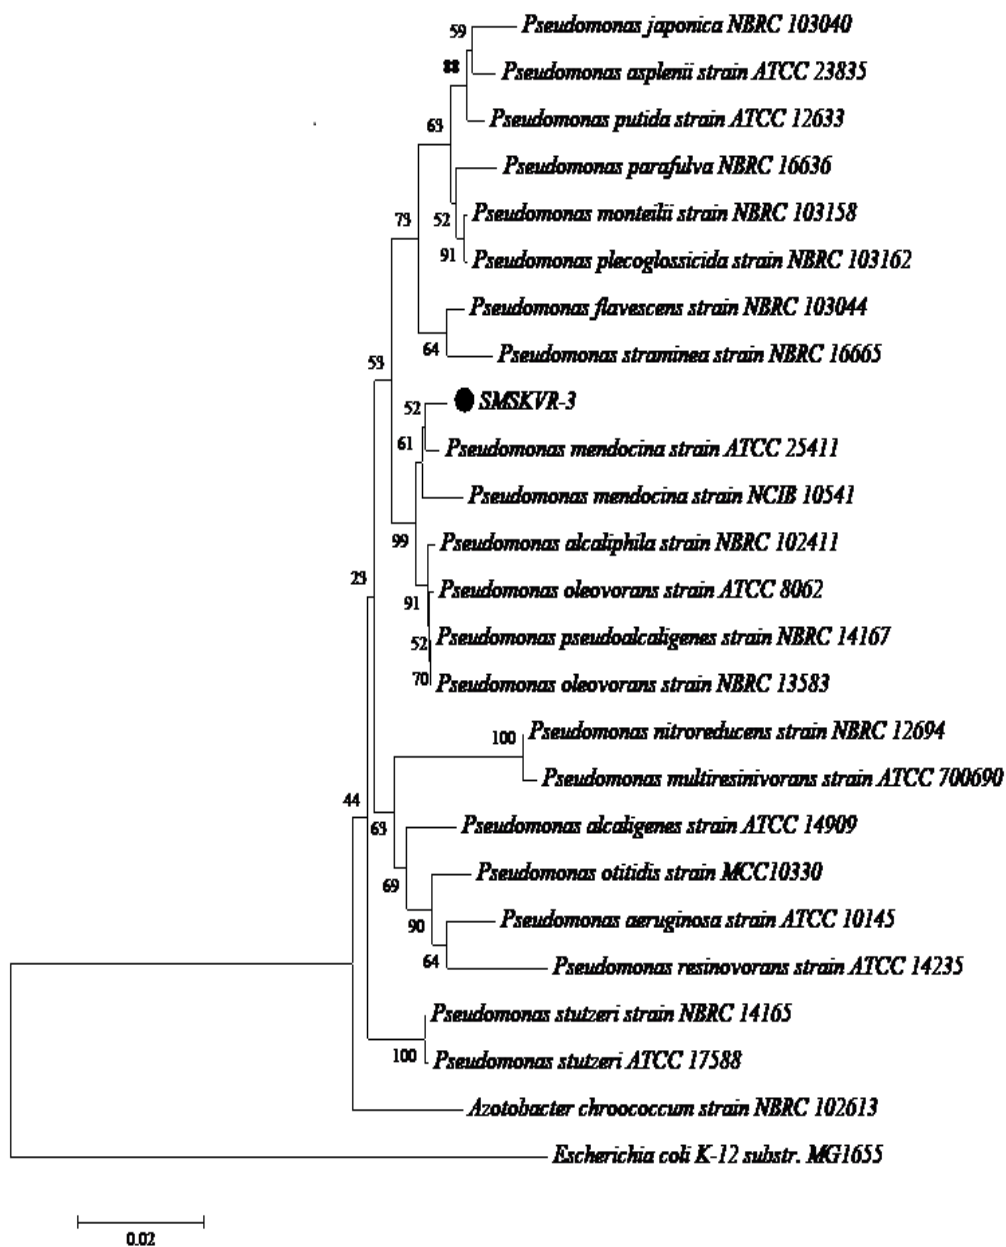 59
Pseudomonas japonica NBRC 103040
88
Pseudomonas asplenii strain ATCC 23835
Pseudomonas putida strain ATCC 12633
63
Pseudomonas parafulva NBRC 16636
Pseudomonas monteilii strain NBRC 103158
73
52
91
Pseudomonas plecoglossicida strain NBRC 103162
Pseudomonas flavescens strain NBRC 103044
64
Pseudomonas straminea strain NBRC 16665
53
SMSKVR-3
52
61
Pseudomonas mendocina strain ATCC 25411
Pseudomonas mendocina strain NCIB 10541
99
Pseudomonas alcaliphila strain NBRC 102411
23
Pseudomonas oleovorans strain ATCC 8062
91
Pseudomonas pseudoalcaligenes strain NBRC 14167
52
70
Pseudomonas oleovorans strain NBRC 13583
100
Pseudomonas nitroreducens strain NBRC 12694
Pseudomonas multiresinivorans strain ATCC 700690
44
63
Pseudomonas alcaligenes strain ATCC 14909
69
Pseudomonas otitidis strain MCC10330
90
Pseudomonas aeruginosa strain ATCC 10145
64
Pseudomonas resinovorans strain ATCC 14235
Pseudomonas stutzeri strain NBRC 14165
100
Pseudomonas stutzeri ATCC 17588
Azotobacter chroococcum strain NBRC 102613
Escherichia coli K-12 substr. MG1655
0.02